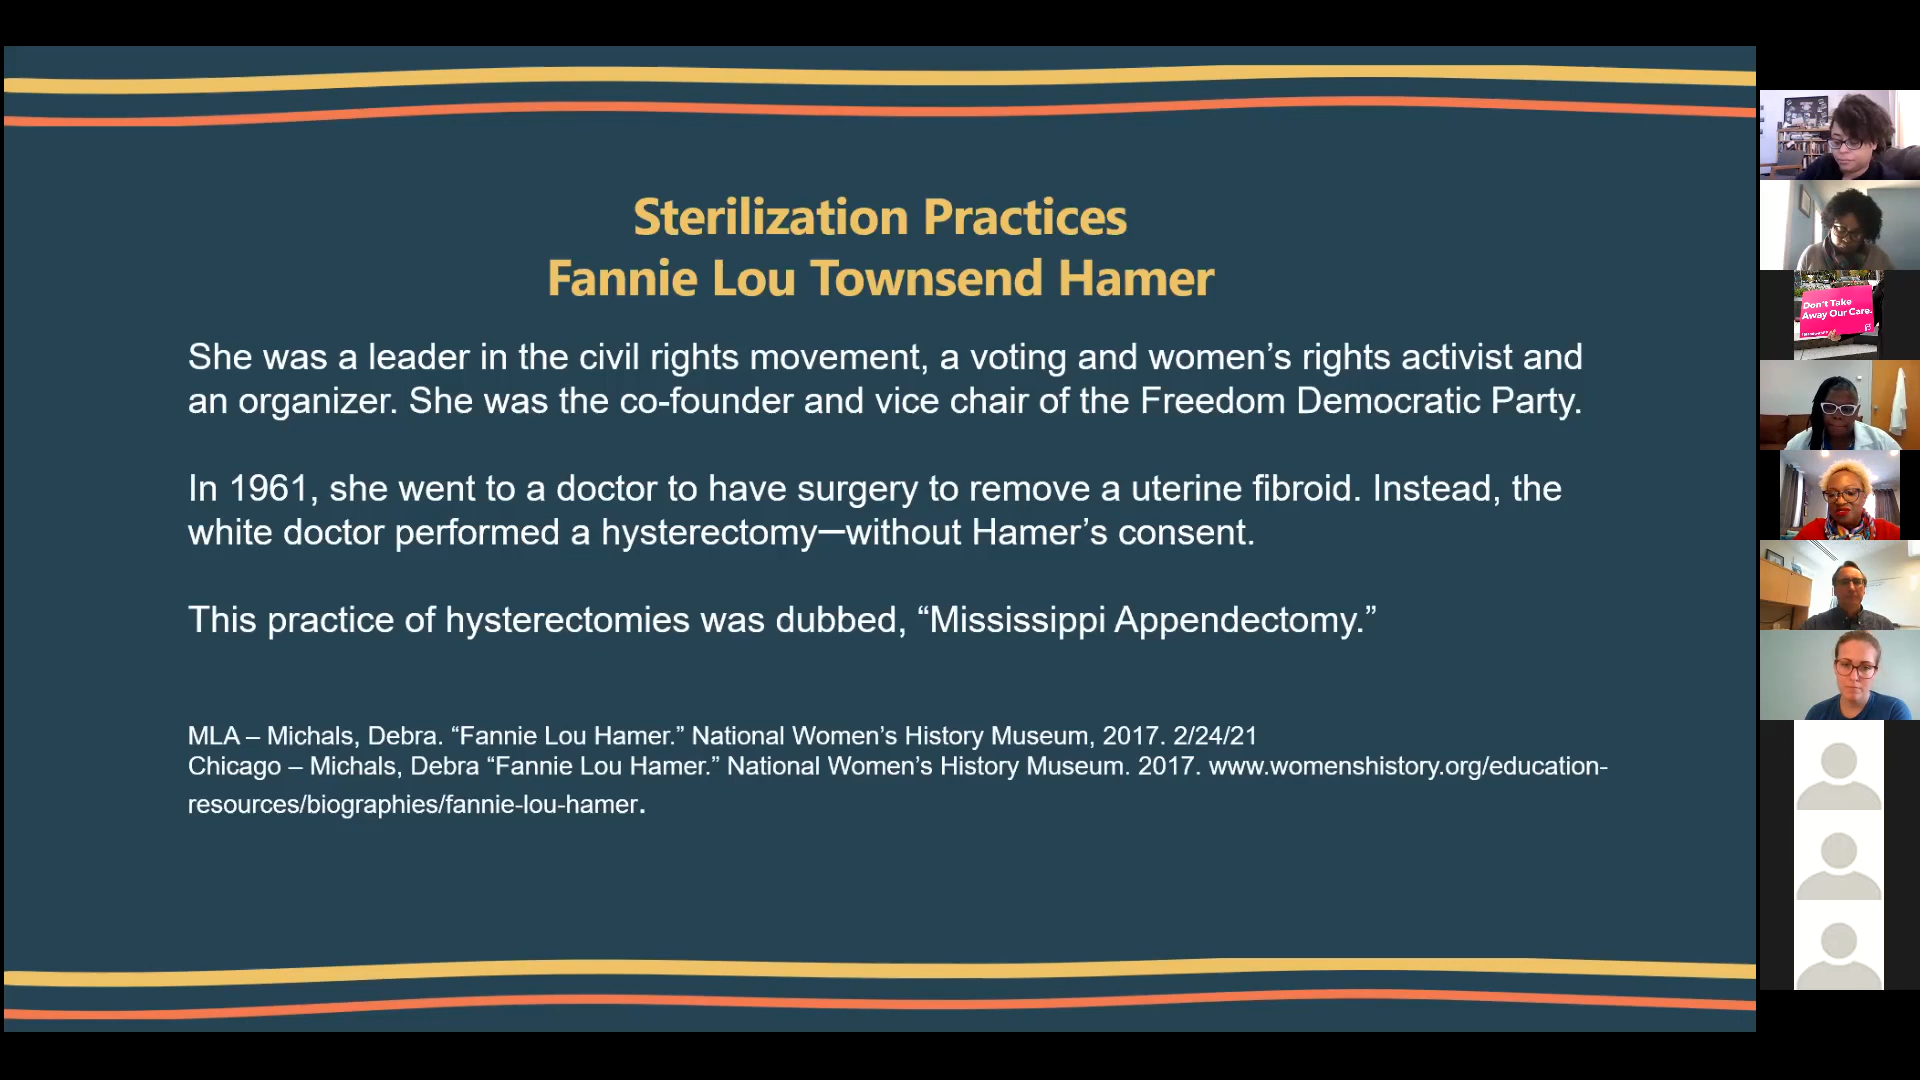 Sterilization Practices
Fannie Lou Townsend Hamer
She was a leader in the civil rights movement, a voting and women’s rights activist and
an organizer. She was the co-founder and vice chair of the Freedom Democratic Party.
In 1961, she went to a doctor to have surgery to remove a uterine fibroid. Instead, the
white doctor performed a hysterectomy—without Hamer’s consent.
This practice of hysterectomies was dubbed, “Mississippi Appendectomy.”
MLA – Michals, Debra. “Fannie Lou Hamer.” National Women’s History Museum, 2017. 2/24/21
Chicago – Michals, Debra “Fannie Lou Hamer.” National Women’s History Museum. 2017. www.womenshistory.org/education-
resources/biographies/fannie-lou-hamer.
Don't Take
Away Our Care.